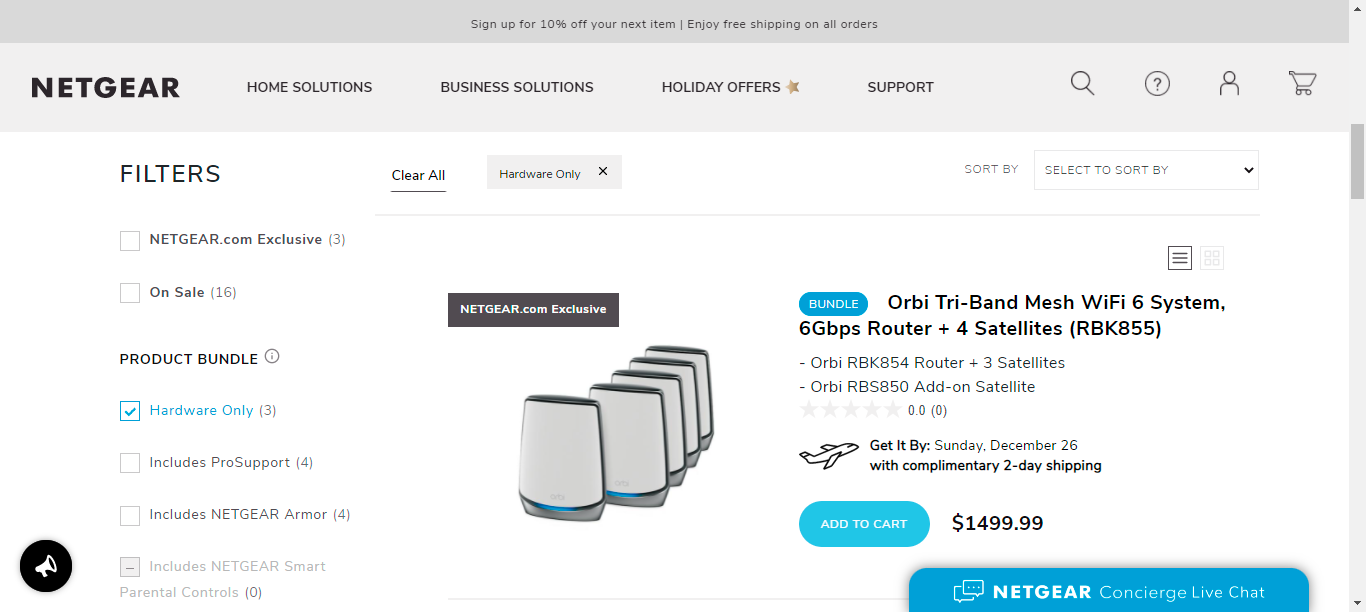 Sign up for 10% off your next item | Enjoy free shipping on all orders
NETGEAR
HOME SOLUTIONS
BUSINESS SOLUTIONS
HOLIDAY OFFERS
SUPPORT
FILTERS
Clear All
Hardware Only ✕
SORT BY
SELECT TO SORT BY
NETGEAR.com Exclusive (3)
On Sale (16)
PRODUCT BUNDLE
Hardware Only (3)
Includes ProSupport (4)
Includes NETGEAR Armor (4)
Includes NETGEAR Smart
Parental Controls (0)
NETGEAR.com Exclusive
orbi
orbi
BUNDLE Orbi Tri-Band Mesh WiFi 6 System,
6Gbps Router + 4 Satellites (RBK855)
- Orbi RBK854 Router + 3 Satellites
- Orbi RBS850 Add-on Satellite
0.0 (0)
Get It By: Sunday, December 26
with complimentary 2-day shipping
ADD TO CART
$1499.99
NETGEAR Concierge Live Chat